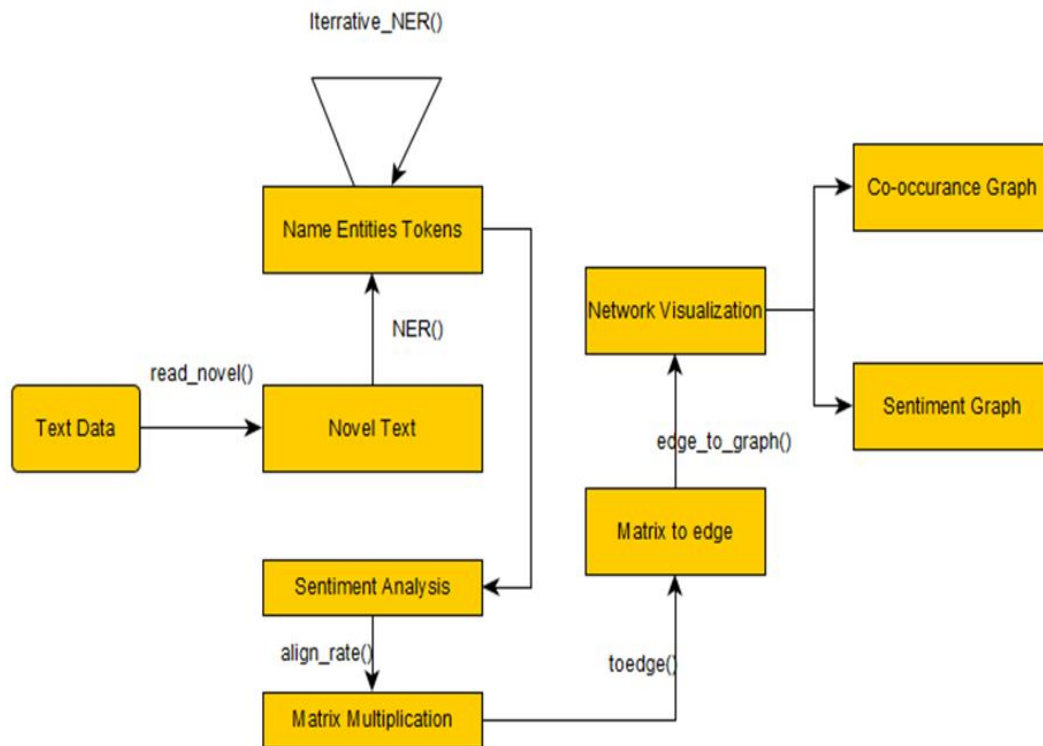 Iterrative_NER()
Name Entities Tokens
NER()
read_novel()
Text Data
Novel Text
Sentiment Analysis
align_rate()
Matrix Multiplication
toedge()
Matrix to edge
edge_to_graph()
Network Visualization
Co-occurance Graph
Sentiment Graph